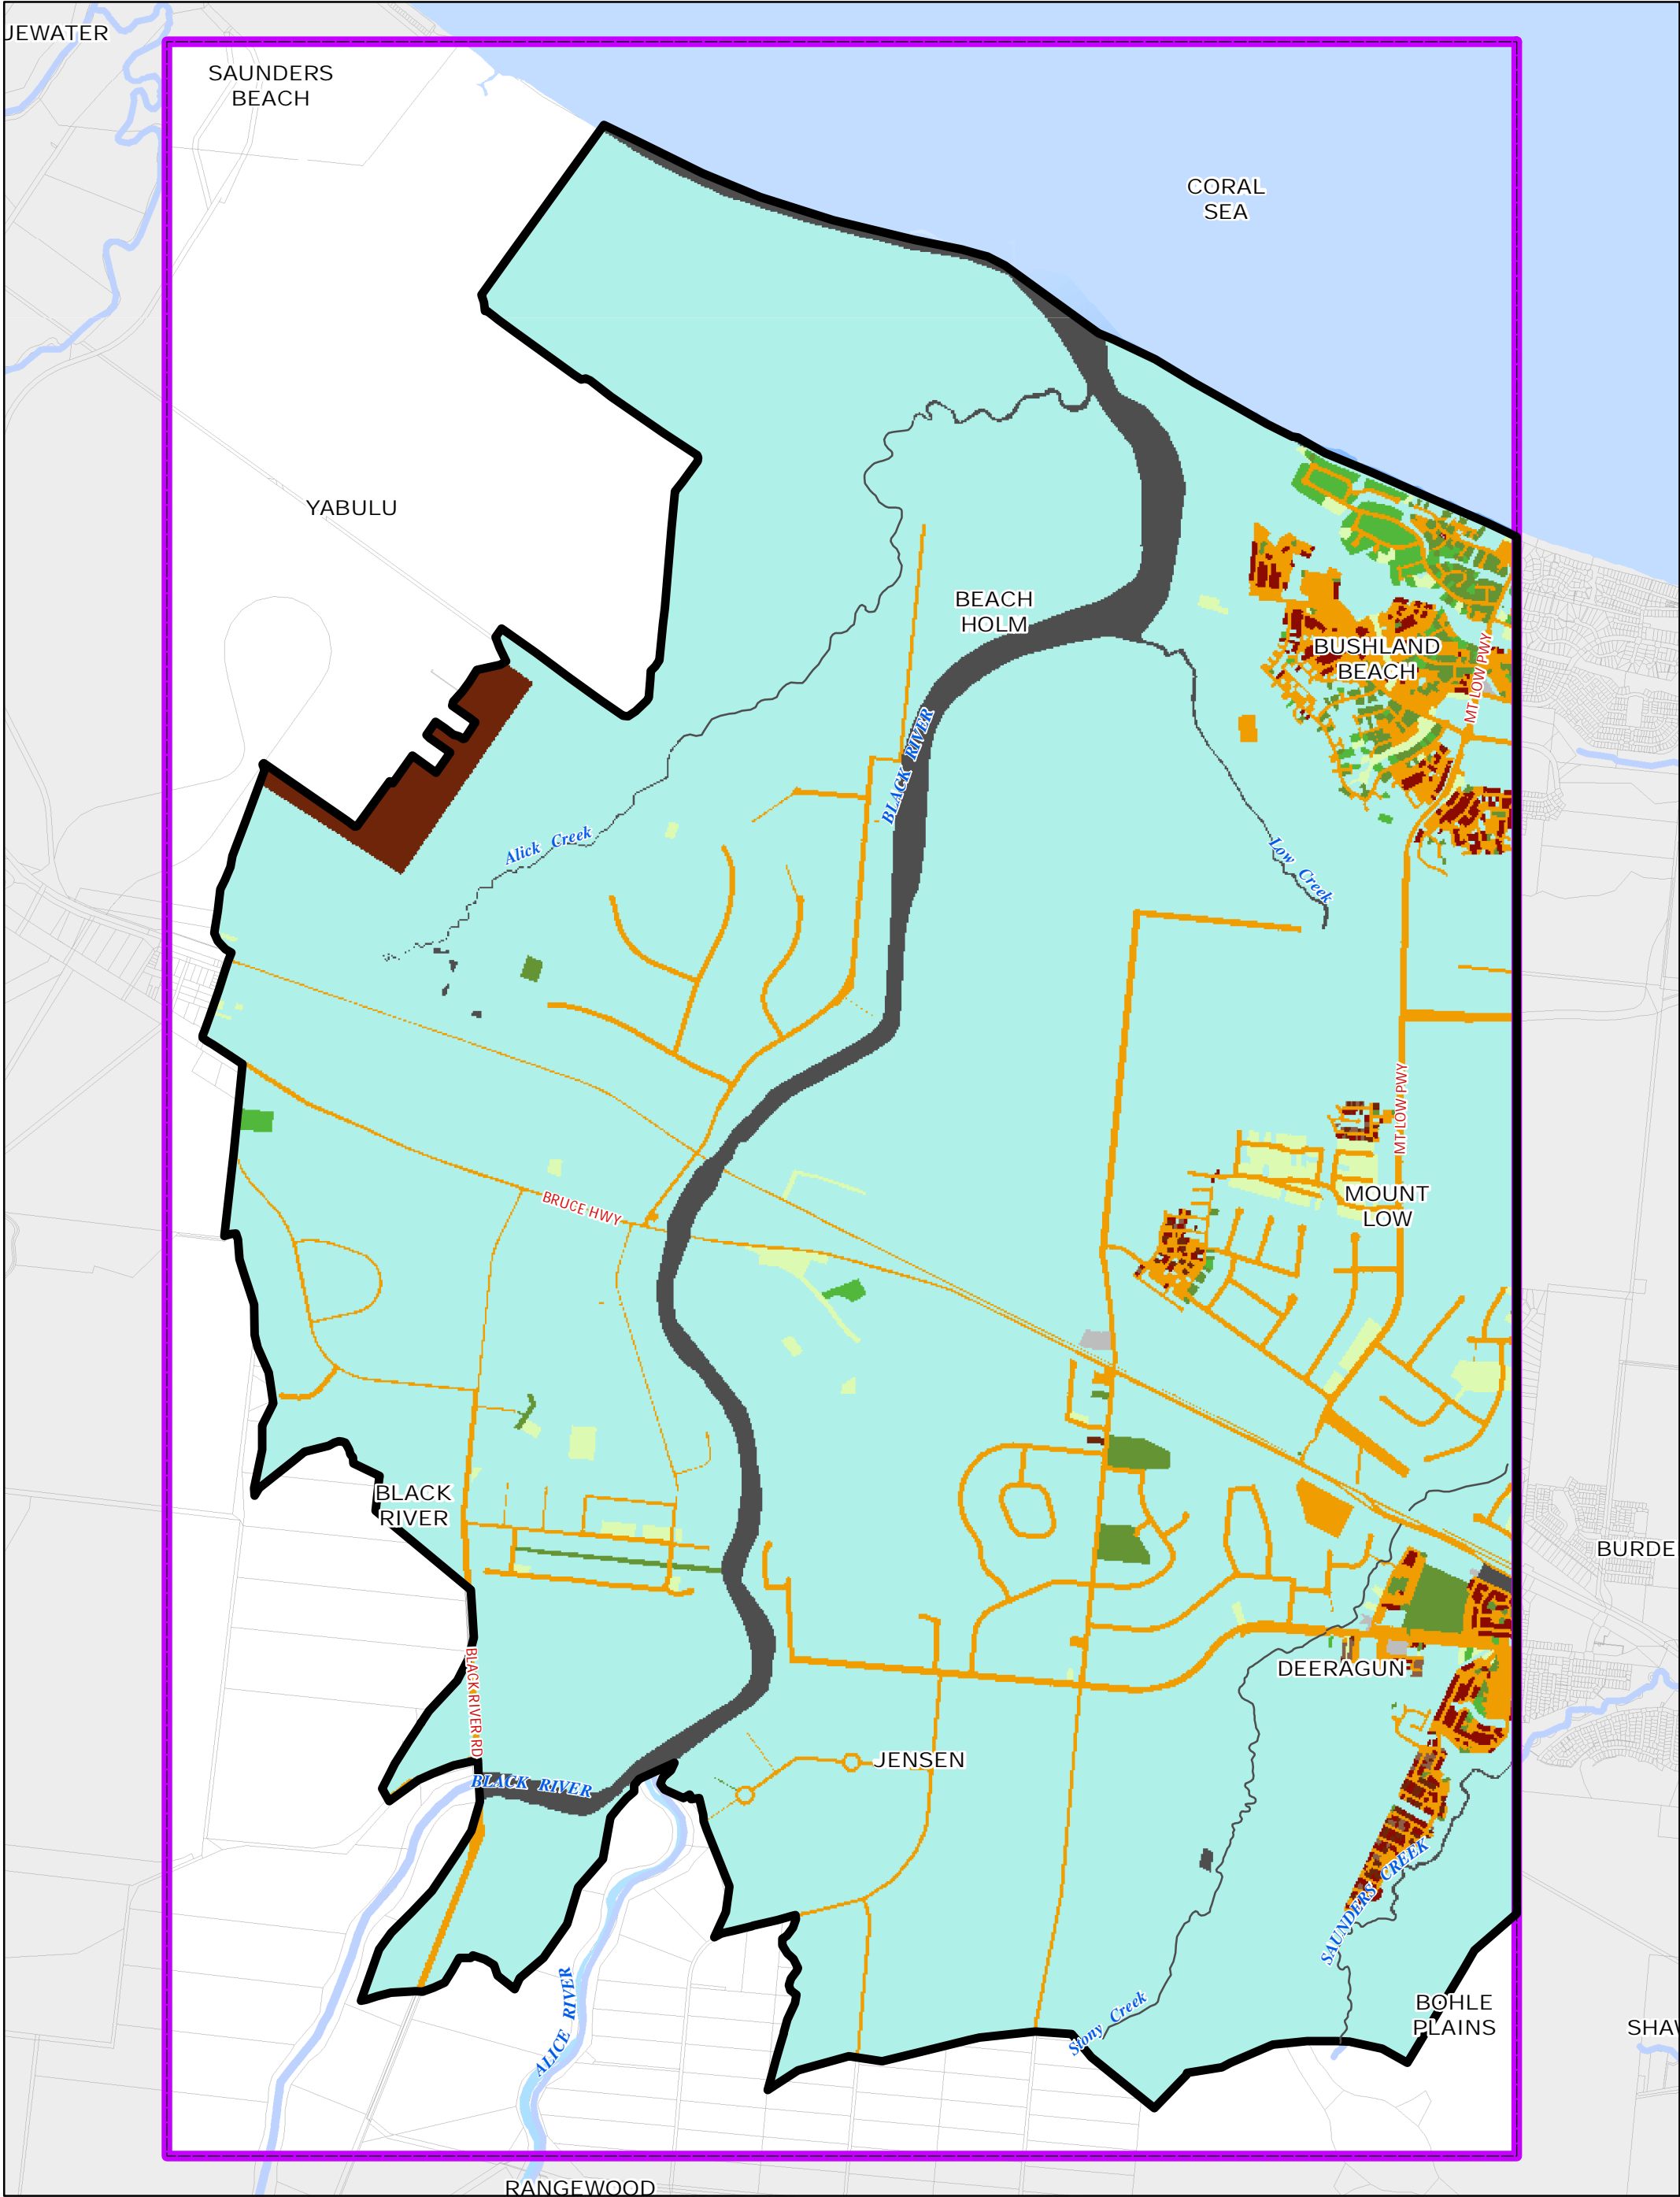 JEWATER
SAUNDERS
BEACH
CORAL
SEA
YABULU
BEACH
HOLM
BUSHLAND
BEACH
MT LOW PWY
BLACK RIVER
Alick Creek
Low Creek
MT LOW PWY
MOUNT
LOW
BRUCE HWY
BLACK
RIVER
BURDE
BLACK RIVER RD
DEERAGUN
JENSEN
BLACK RIVER
SAUNDERS CREEK
ALICE RIVER
Stony Creek
BOHLE
PLAINS
SHAW
RANGEWOOD